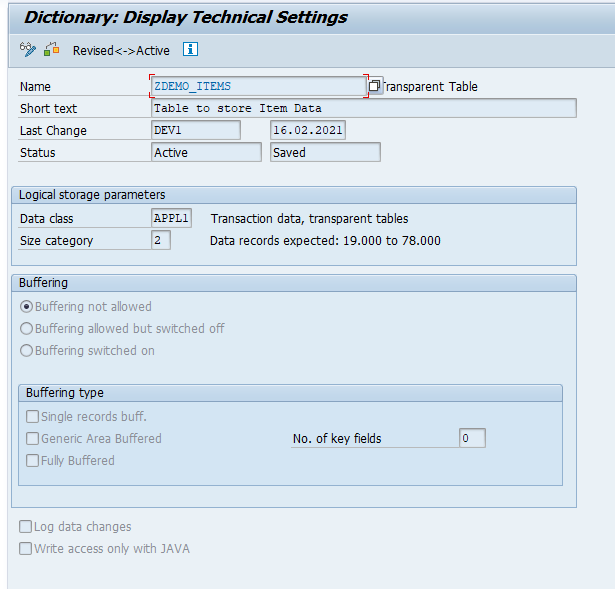 Dictionary: Display Technical Settings
Revised<->Active
Name ZDEMO_ITEMS Transparent Table
Short text Table to store Item Data
Last Change DEV1 16.02.2021
Status Active Saved
Logical storage parameters
Data class APPL1 Transaction data, transparent tables
Size category 2 Data records expected: 19.000 to 78.000
Buffering
Buffering not allowed
Buffering allowed but switched off
Buffering switched on
Buffering type
Single records buff.
Generic Area Buffered No. of key fields 0
Fully Buffered
Log data changes
Write access only with JAVA